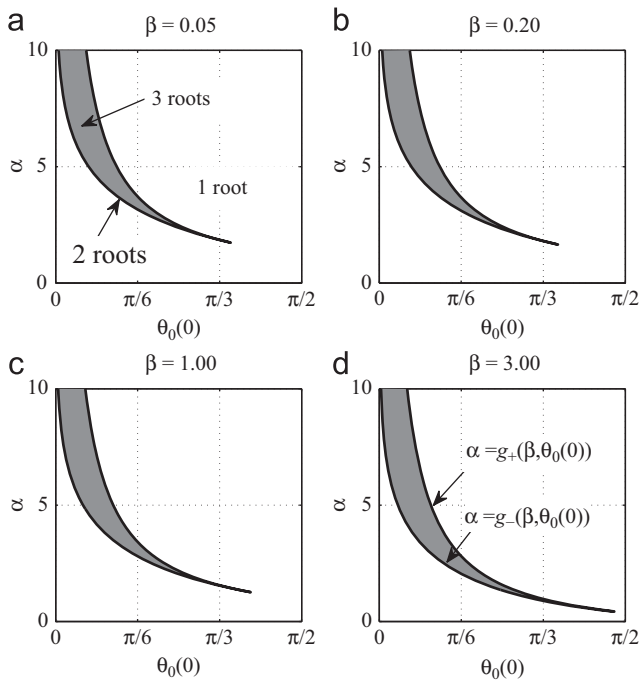 a
β = 0.05
10
5
0
α
3 roots
1 root
2 roots
0
π/6
π/3
π/2
θ₀(0)
b
β = 0.20
10
5
0
α
0
π/6
π/3
π/2
θ₀(0)
c
β = 1.00
10
5
0
α
0
π/6
π/3
π/2
θ₀(0)
d
β = 3.00
10
5
0
α
α =g₊(β,θ₀(0))
α =g₋(β,θ₀(0))
0
π/6
π/3
π/2
θ₀(0)